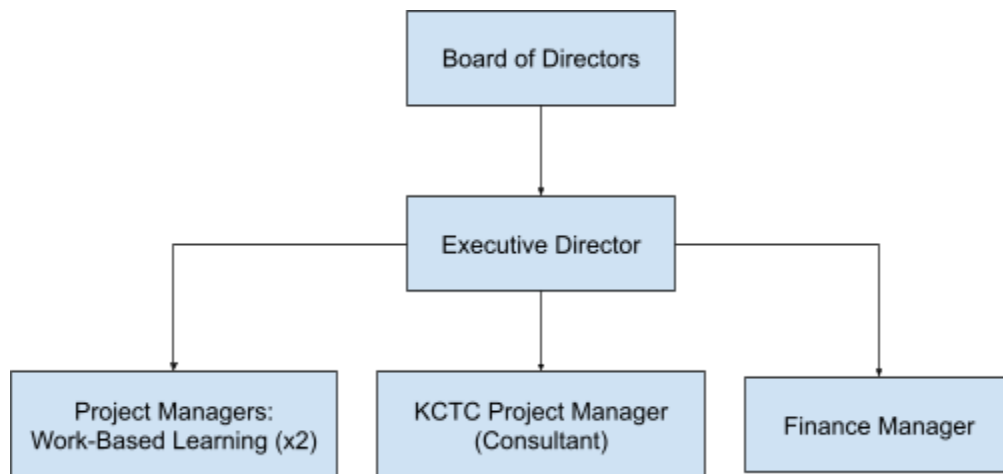 Board of Directors
Executive Director
Project Managers:
Work-Based Learning (x2)
KCTC Project Manager
(Consultant)
Finance Manager